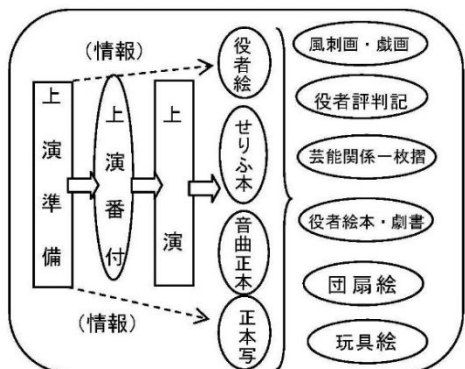 (情報)
上演準備
上演番付
上演
(情報)
役者絵
せりふ本
音曲正本
正本写
風刺画・戯画
役者評判記
芸能関係一枚摺
役者絵本・劇書
団扇絵
玩具絵